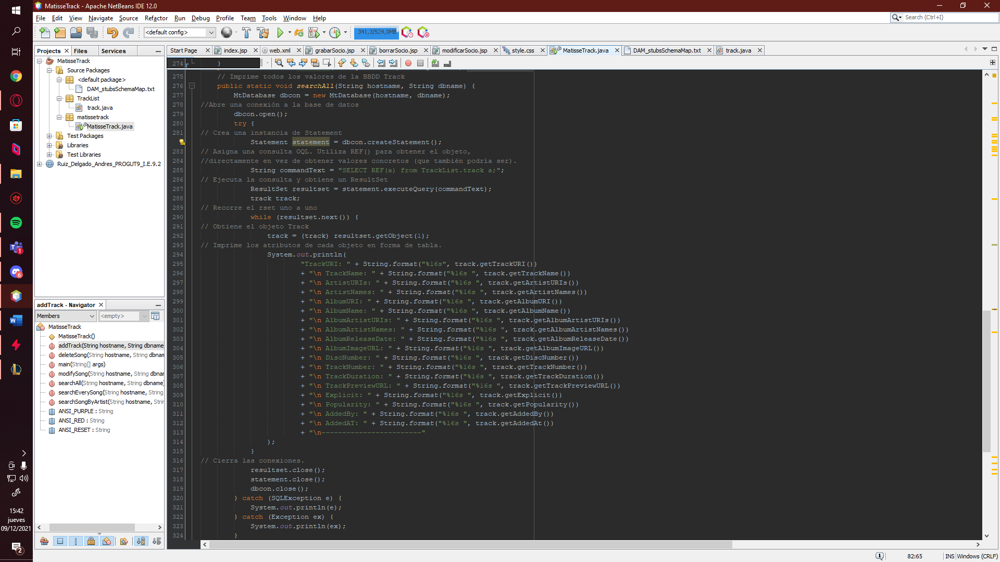 MatisseTrack - Apache NetBeans IDE 12.0
File Edit View Navigate Source Refactor Run Debug Profile Team Tools Window Help
Search (Ctrl+I)
<default config>
341,3/524,0MB
Projects Files Services
Start Page index.jsp web.xml grabarSocio.jsp borrarSocio.jsp modificarSocio.jsp style.css MatisseTrack.java DAM_stubsSchemaMap.txt track.java
MatisseTrack
Source Packages
<default package>
DAM_stubsSchemaMap.txt
TrackList
track.java
matissetrack
MatisseTrack.java
Test Packages
Libraries
Test Libraries
Ruiz_Delgado_Andres_PROGUT9_I.E.9.2
addTrack - Navigator
Members
<empty>
MatisseTrack
MatisseTrack()
addTrack(String hostname, String dbname
deleteSong(String hostname, String dbnam
main(String[] args)
modifySong(String hostname, String dbnar
searchAll(String hostname, String dbname)
searchEverySong(String hostname, String
searchSongByArtist(String hostname, Strin
ANSI_PURPLE : String
ANSI_RED : String
ANSI_RESET : String
274 }
275 // Imprime todos los valores de la BBDD Track
276 public static void searchAll(String hostname, String dbname) {
277 MtDatabase dbcon = new MtDatabase(hostname, dbname);
278 //Abre una conexión a la base de datos
279 dbcon.open();
280 try {
281 // Crea una instancia de Statement
Statement statement = dbcon.createStatement();
283 // Asigna una consulta OQL. Utiliza REF() para obtener el objeto,
284 //directamente en vez de obtener valores concretos (que también podría ser).
285 String commandText = "SELECT REF(a) from TrackList.track a;";
286 // Ejecuta la consulta y obtiene un ResultSet
287 ResultSet resultset = statement.executeQuery(commandText);
288 track track;
289 // Recorre el rset uno a uno
290 while (resultset.next()) {
291 // Obtiene el objeto Track
292 track = (track) resultset.getObject(1);
293 // Imprime los atributos de cada objeto en forma de tabla.
294 System.out.println(
295 "TrackURI: " + String.format("%16s", track.getTrackURI())
296 + "\n TrackName: " + String.format("%16s ", track.getTrackName())
297 + "\n ArtistURIs: " + String.format("%16s ", track.getArtistURIs())
298 + "\n ArtistNames: " + String.format("%16s ", track.getArtistNames())
299 + "\n AlbumURI: " + String.format("%16s ", track.getAlbumURI())
300 + "\n AlbumName: " + String.format("%16s ", track.getAlbumName())
301 + "\n AlbumArtistURIs: " + String.format("%16s ", track.getAlbumArtistURIs())
302 + "\n AlbumArtistNames: " + String.format("%16s ", track.getAlbumArtistNames())
303 + "\n AlbumReleaseDate: " + String.format("%16s ", track.getAlbumReleaseDate())
304 + "\n AlbumImageURL: " + String.format("%16s ", track.getAlbumImageURL())
305 + "\n DiscNumber: " + String.format("%16s ", track.getDiscNumber())
306 + "\n TrackNumber: " + String.format("%16s ", track.getTrackNumber())
307 + "\n TrackDuration: " + String.format("%16s ", track.getTrackDuration())
308 + "\n TrackPreviewURL: " + String.format("%16s ", track.getTrackPreviewURL())
309 + "\n Explicit: " + String.format("%16s ", track.getExplicit())
310 + "\n Popularity: " + String.format("%16s ", track.getPopularity())
311 + "\n AddedBy: " + String.format("%16s ", track.getAddedBy())
312 + "\n AddedAT: " + String.format("%16s ", track.getAddedAt())
313 + "\n------------------------"
314 );
315 }
316 // Cierra las conexiones.
317 resultset.close();
318 statement.close();
319 dbcon.close();
320 } catch (SQLException e) {
321 System.out.println(e);
322 } catch (Exception ex) {
323 System.out.println(ex);
324 }
15:42
jueves
09/12/2021
2
1
82:65 INS Windows (CRLF)